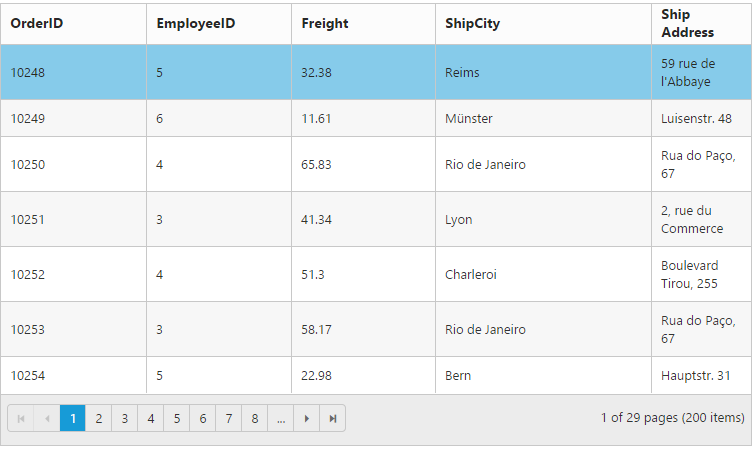 OrderID EmployeeID Freight ShipCity Ship
Address
10248 5 32.38 Reims 59 rue de
l'Abbaye
10249 6 11.61 Münster Luisenstr. 48
10250 4 65.83 Rio de Janeiro Rua do Paço,
67
10251 3 41.34 Lyon 2, rue du
Commerce
10252 4 51.3 Charleroi Boulevard
Tirou, 255
10253 3 58.17 Rio de Janeiro Rua do Paço,
67
10254 5 22.98 Bern Hauptstr. 31
1 2 3 4 5 6 7 8 ... 1 of 29 pages (200 items)